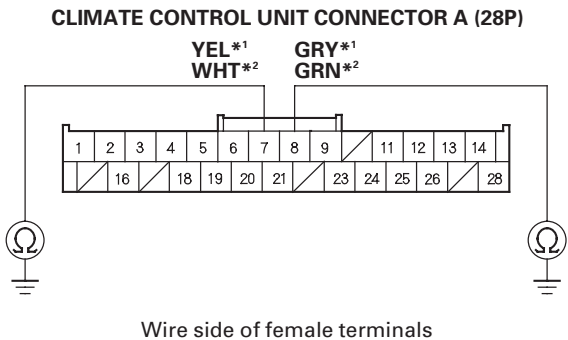 CLIMATE CONTROL UNIT CONNECTOR A (28P)
YEL*¹ GRY*¹
WHT*² GRN*²
1 2 3 4 5 6 7 8 9 11 12 13 14
16 18 19 20 21 23 24 25 26 28
Ω Ω
Wire side of female terminals